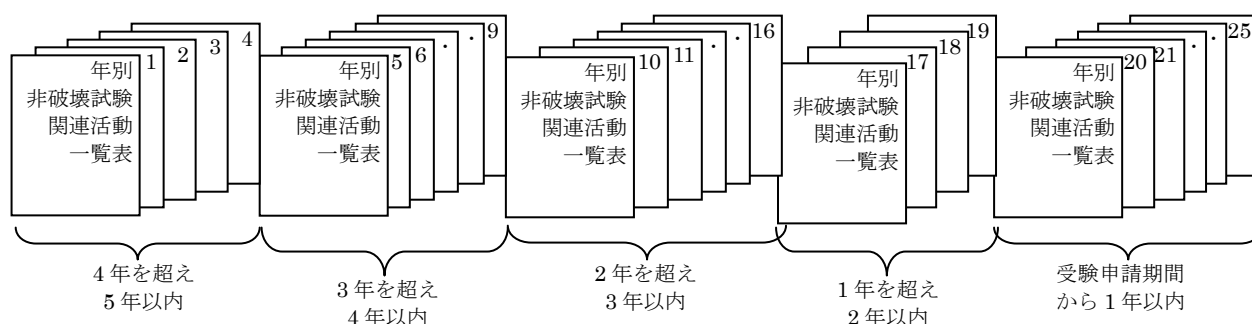 年別
非破壊試験
関連活動
一覧表
1
2
3
4
年別
非破壊試験
関連活動
一覧表
5
6
・
・
9
年別
非破壊試験
関連活動
一覧表
10
11
・
・
16
年別
非破壊試験
関連活動
一覧表
17
18
19
年別
非破壊試験
関連活動
一覧表
20
21
・
・
25
4年を超え
5年以内
3年を超え
4年以内
2年を超え
3年以内
1年を超え
2年以内
受験申請期間
から1年以内